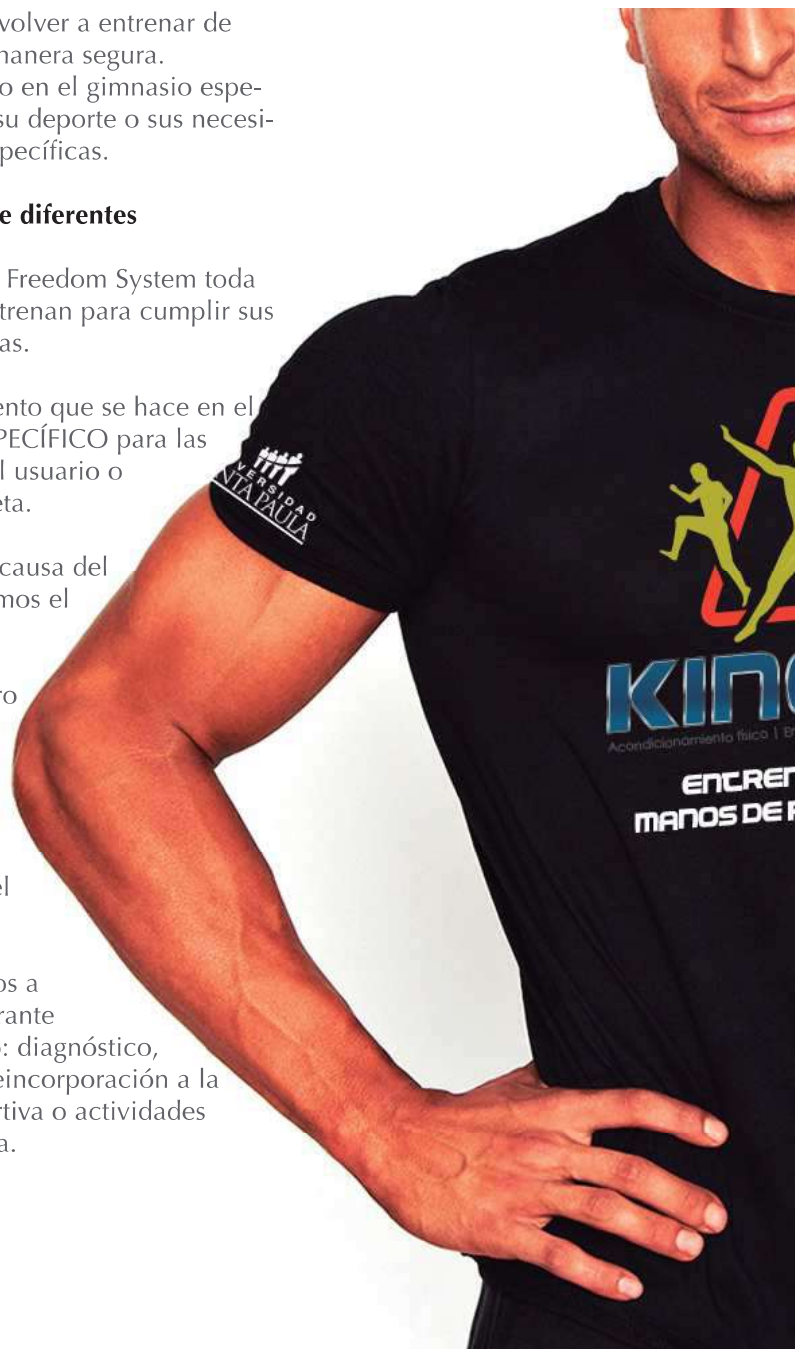 volver a entrenar de
manera segura.
o en el gimnasio espe-
su deporte o sus necesi-
pecíficas.
e diferentes
Freedom System toda
trenan para cumplir sus
as.
ento que se hace en el
PECÍFICO para las
l usuario o
eta.
causa del
mos el
ro
el
os a
rante
o: diagnóstico,
eincorporación a la
rtiva o actividades
a.
VERSIDAD
NTA PAULA
KIN
Acondicionamiento físico | E
ENTREN
MANOS DE